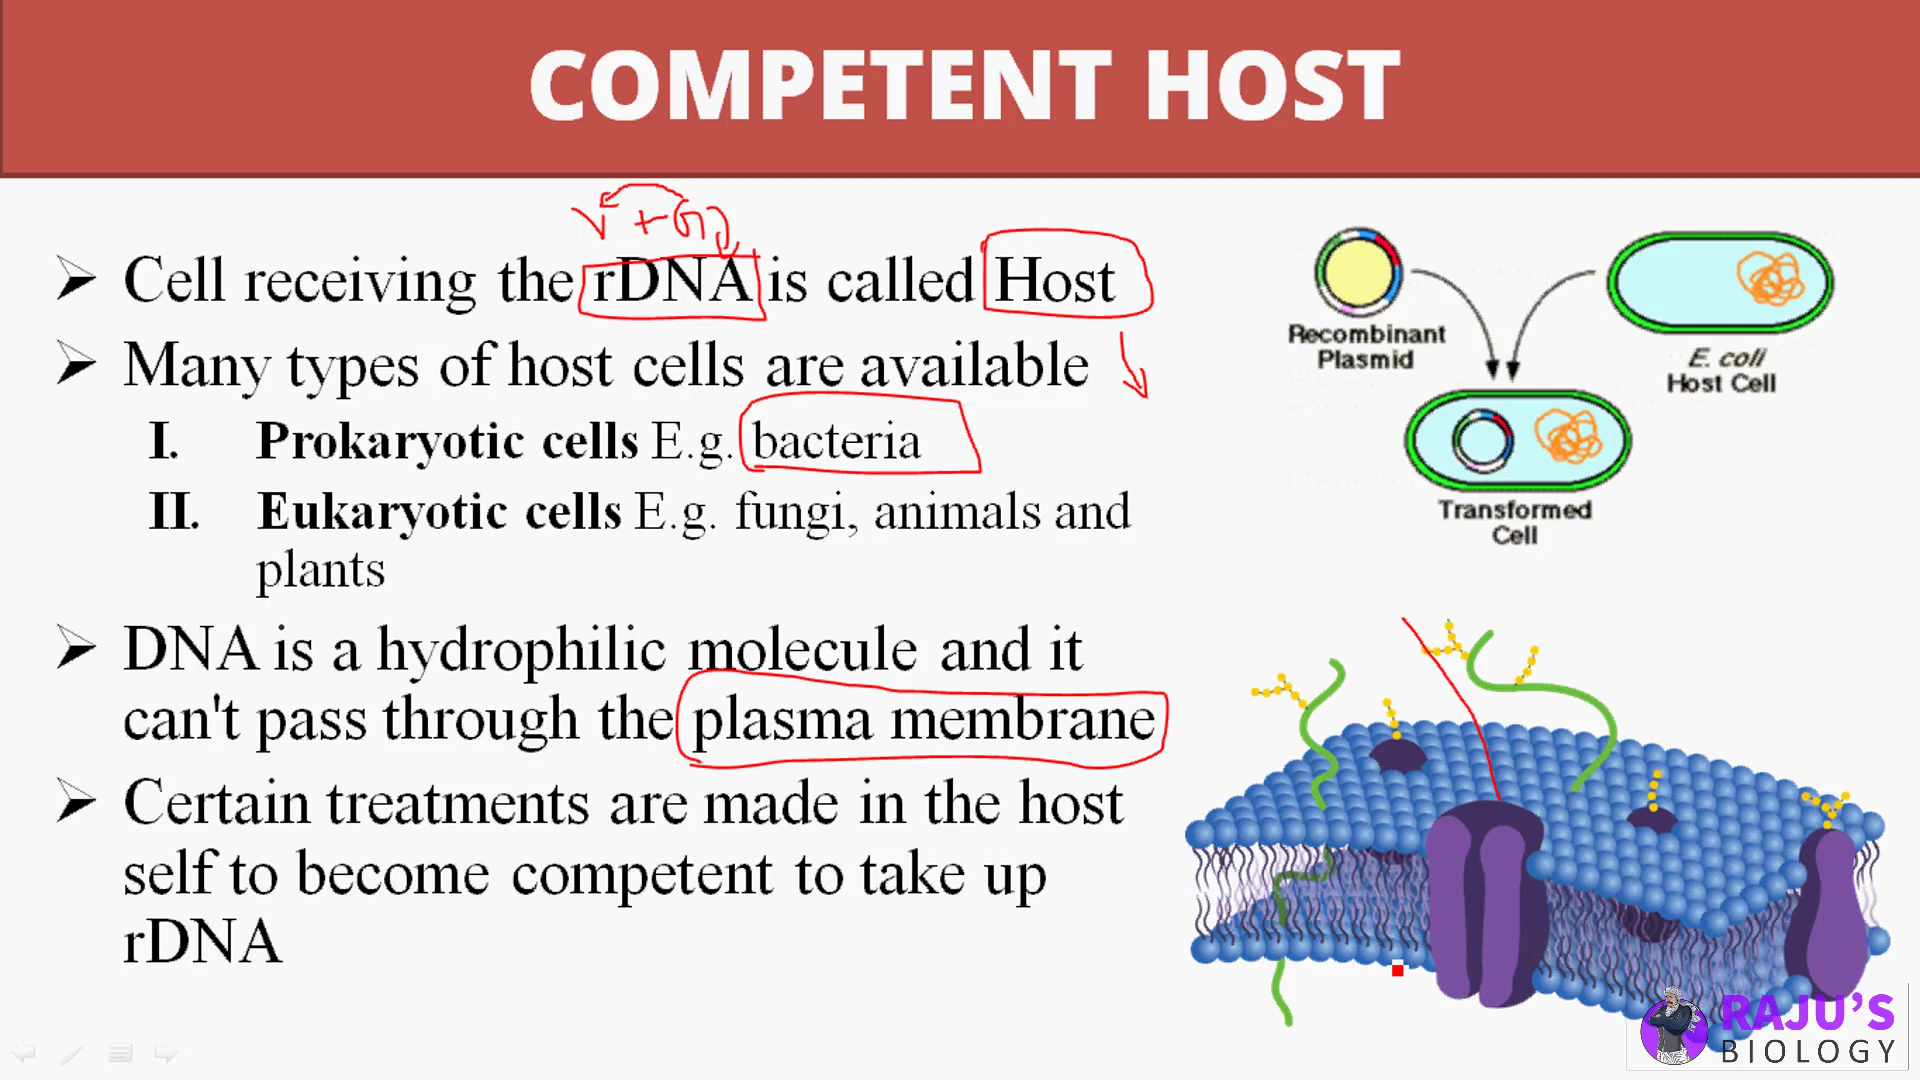 COMPETENT HOST
Cell receiving the rDNA is called Host
Many types of host cells are available
I. Prokaryotic cells E.g. bacteria
II. Eukaryotic cells E.g. fungi, animals and
plants
DNA is a hydrophilic molecule and it
can't pass through the plasma membrane
Certain treatments are made in the host
self to become competent to take up
rDNA
Recombinant
Plasmid
E. coli
Host Cell
Transformed
Cell
RAJU'S
BIOLOGY